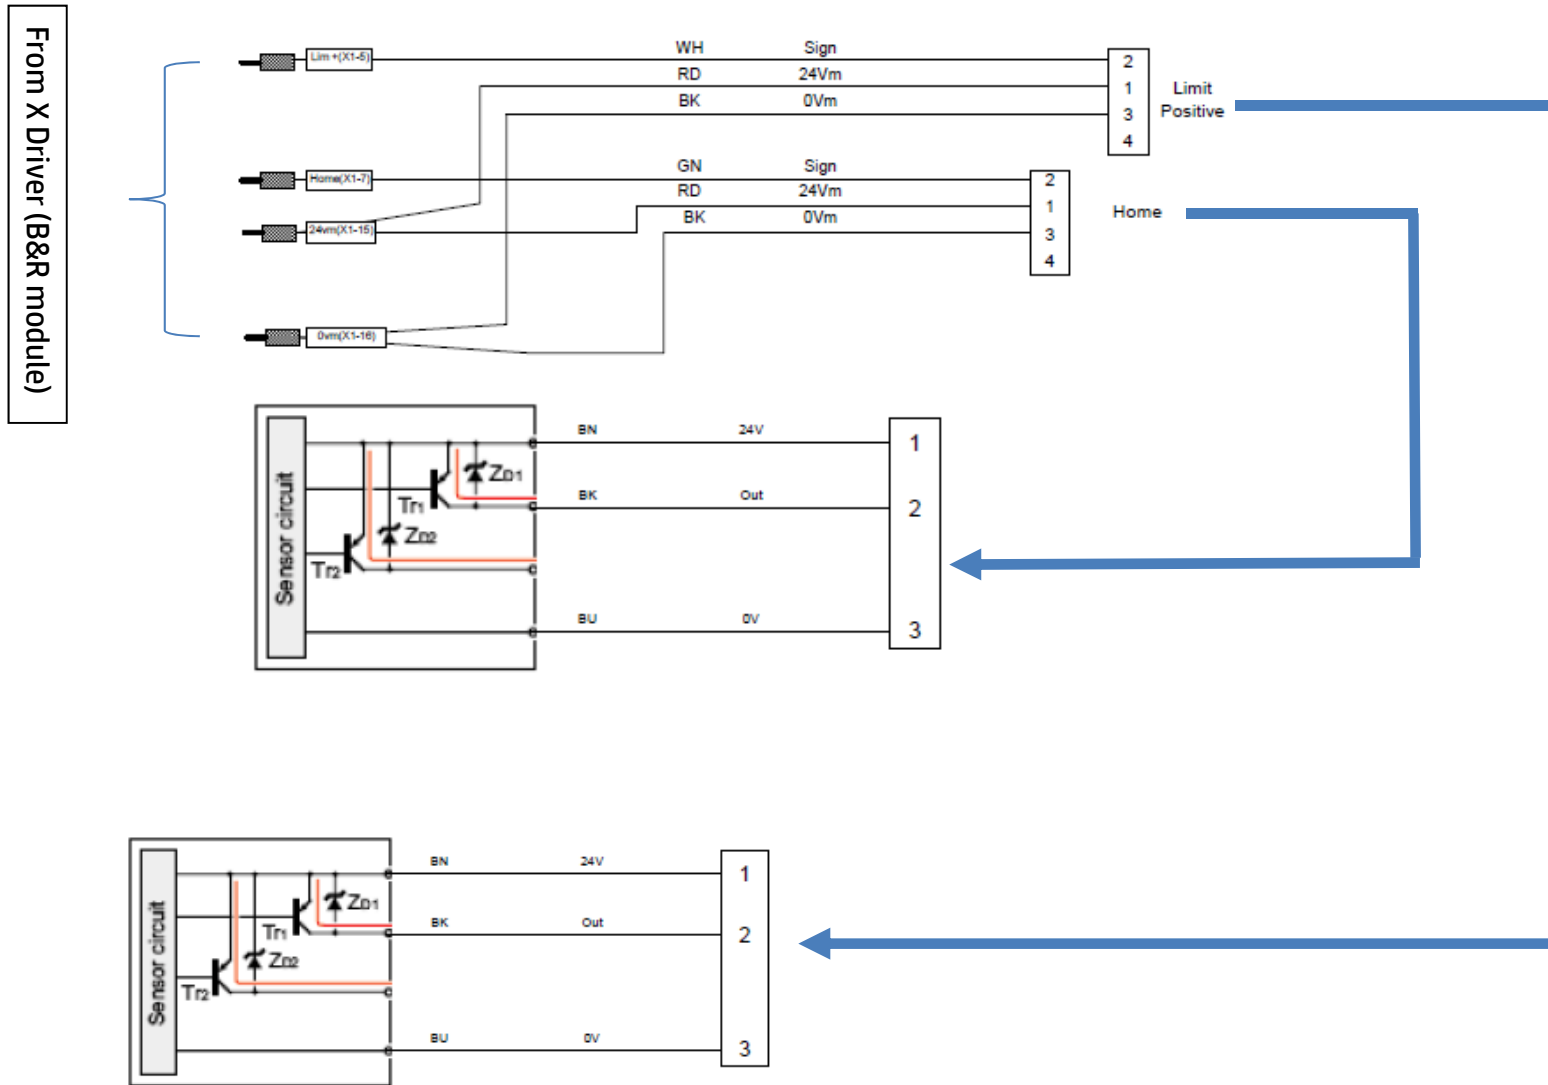 From X Driver (B&R module)
Lim +(X1-5)
WH Sign 2
RD 24Vm 1
BK 0Vm 3
4
Limit
Positive
Home(X1-7)
GN Sign 2
24vm(X1-15)
RD 24Vm 1
BK 0Vm 3
4
Home
0vm(X1-16)
Sensor circuit
BN 24V 1
ZD1
Tr1
BK Out 2
ZD2
Tr2
BU 0V 3
Sensor circuit
BN 24V 1
ZD1
Tr1
BK Out 2
ZD2
Tr2
BU 0V 3